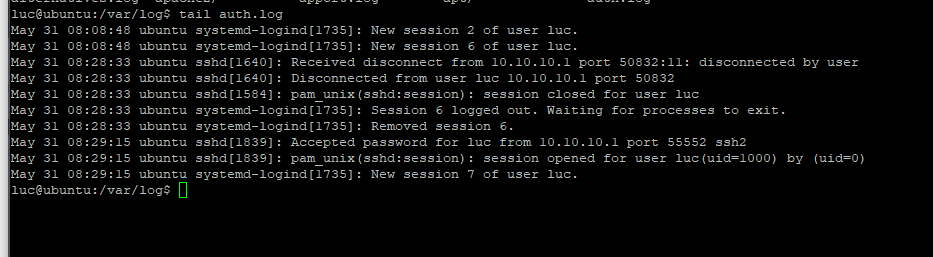 luc@ubuntu:/var/log$ tail auth.log
May 31 08:08:48 ubuntu systemd-logind[1735]: New session 2 of user luc.
May 31 08:08:48 ubuntu systemd-logind[1735]: New session 6 of user luc.
May 31 08:28:33 ubuntu sshd[1640]: Received disconnect from 10.10.10.1 port 50832:11: disconnected by user
May 31 08:28:33 ubuntu sshd[1640]: Disconnected from user luc 10.10.10.1 port 50832
May 31 08:28:33 ubuntu sshd[1584]: pam_unix(sshd:session): session closed for user luc
May 31 08:28:33 ubuntu systemd-logind[1735]: Session 6 logged out. Waiting for processes to exit.
May 31 08:28:33 ubuntu systemd-logind[1735]: Removed session 6.
May 31 08:29:15 ubuntu sshd[1839]: Accepted password for luc from 10.10.10.1 port 55552 ssh2
May 31 08:29:15 ubuntu sshd[1839]: pam_unix(sshd:session): session opened for user luc(uid=1000) by (uid=0)
May 31 08:29:15 ubuntu systemd-logind[1735]: New session 7 of user luc.
luc@ubuntu:/var/log$